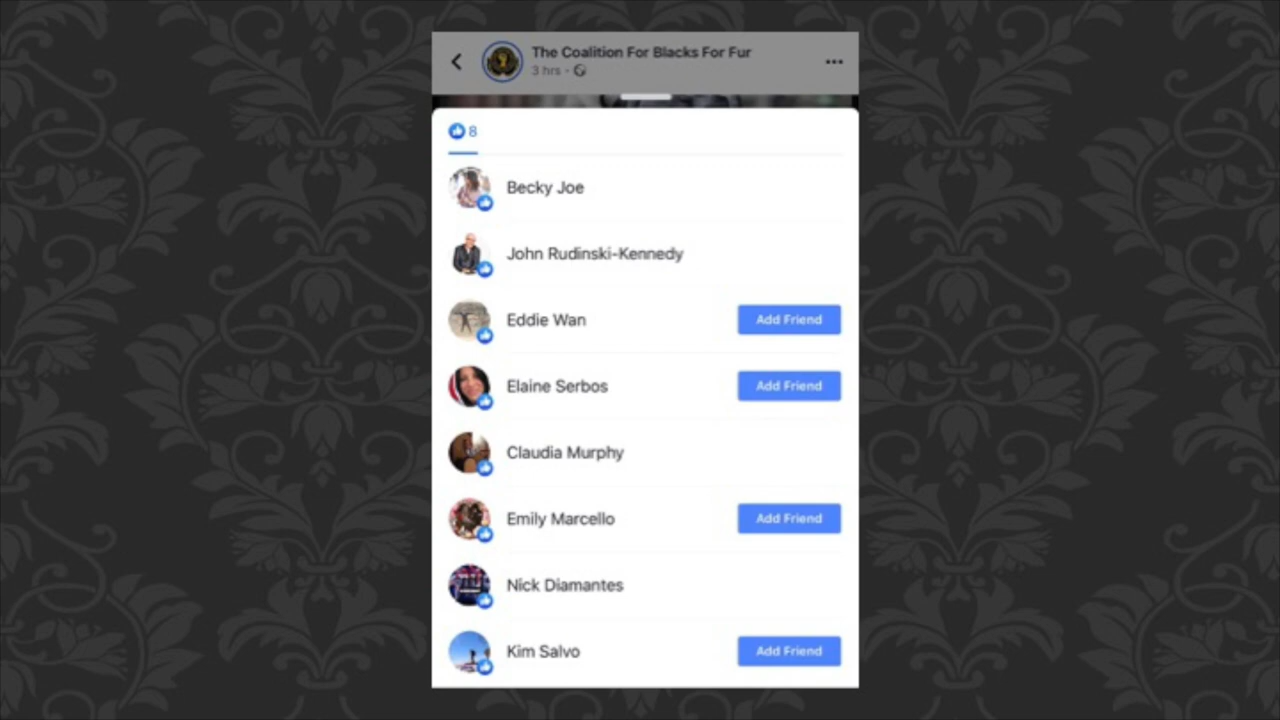 The Coalition For Blacks For Fur
3 hrs
8
Becky Joe
John Rudinski-Kennedy
Eddie Wan
Add Friend
Elaine Serbos
Add Friend
Claudia Murphy
Emily Marcello
Add Friend
Nick Diamantes
Kim Salvo
Add Friend